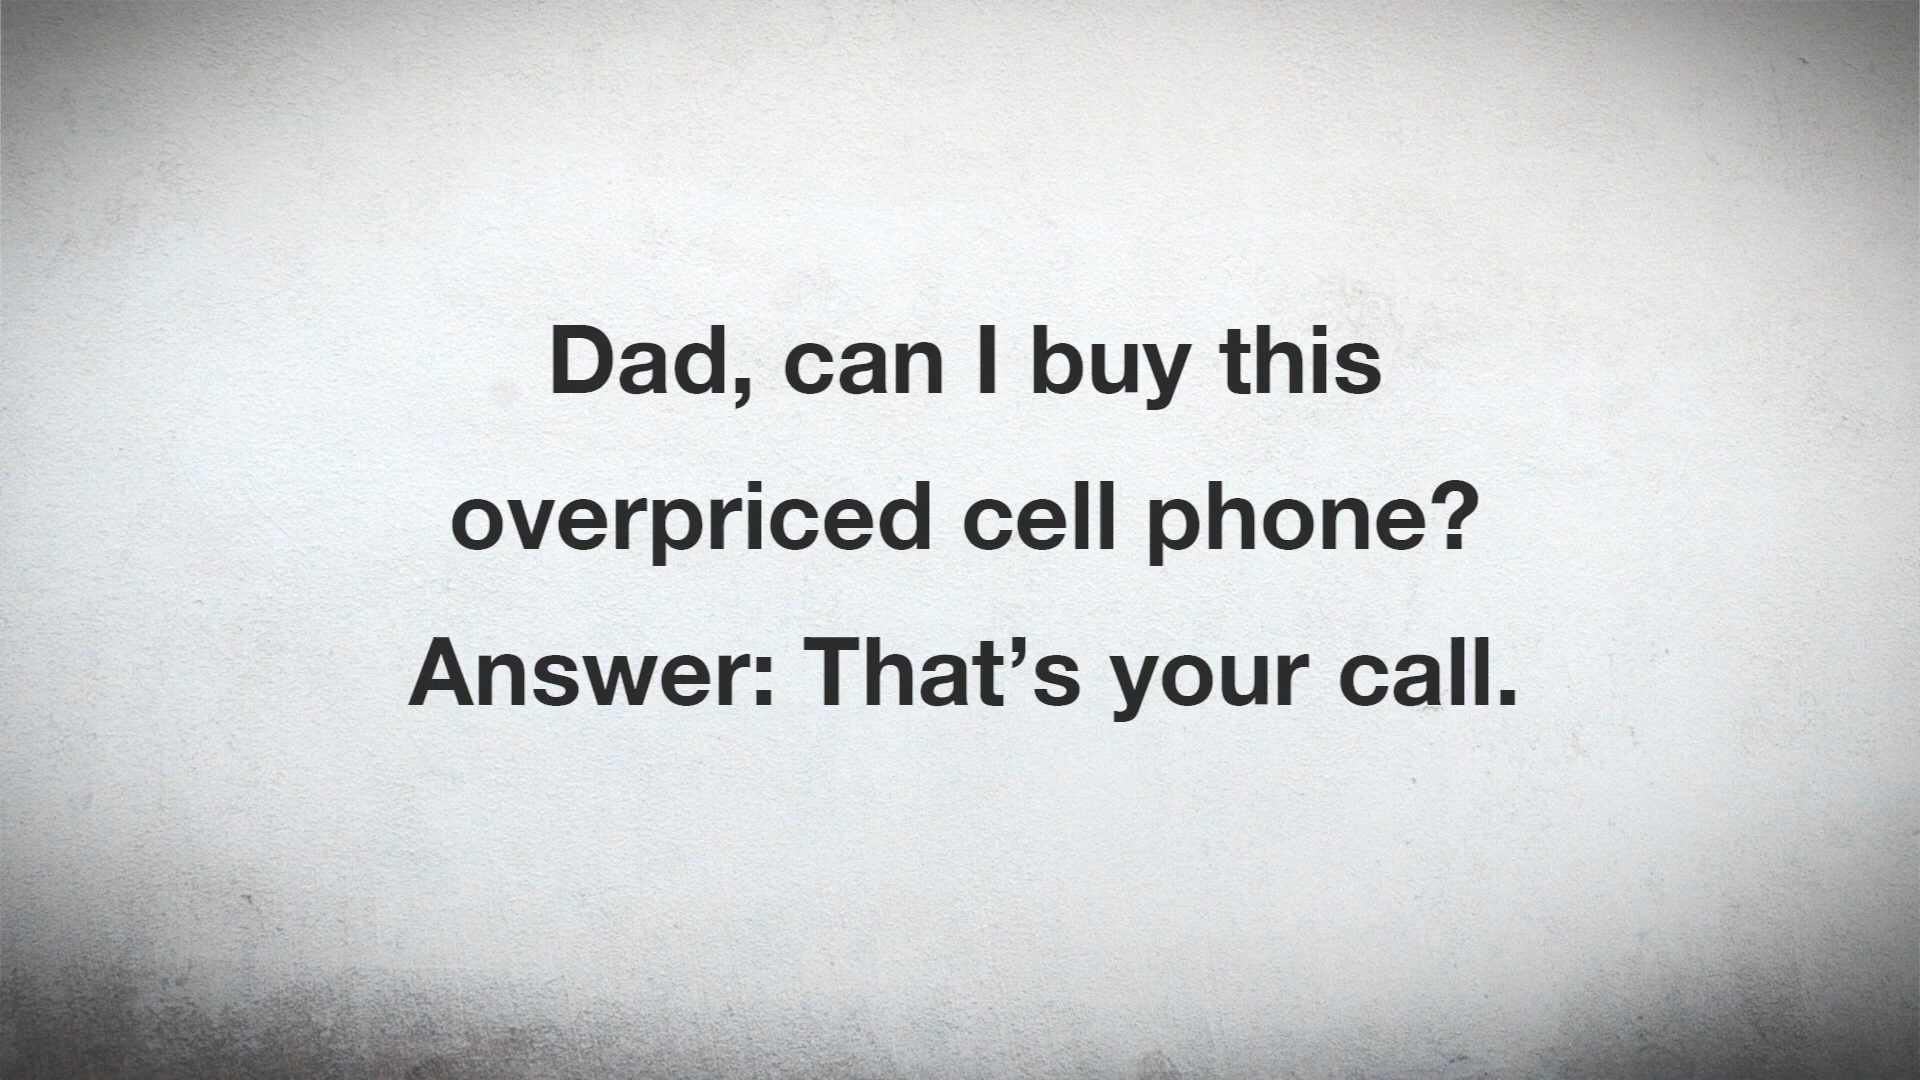 Dad, can I buy this
overpriced cell phone?
Answer: That’s your call.